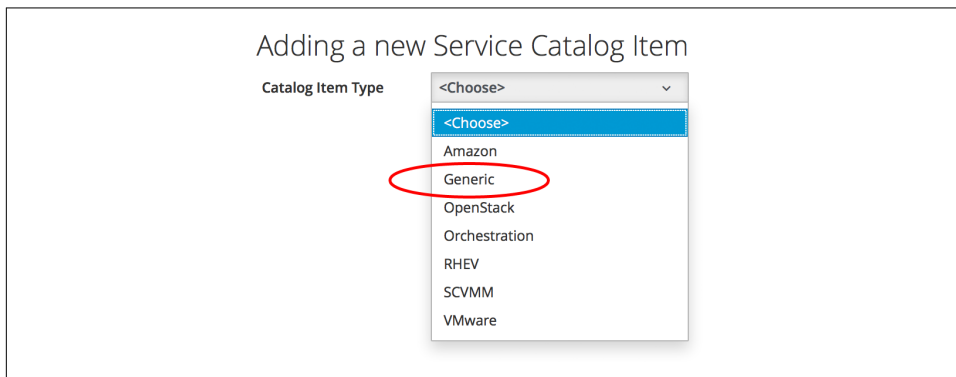 Adding a new Service Catalog Item
Catalog Item Type <Choose>
<Choose>
Amazon
Generic
OpenStack
Orchestration
RHEV
SCVMM
VMware